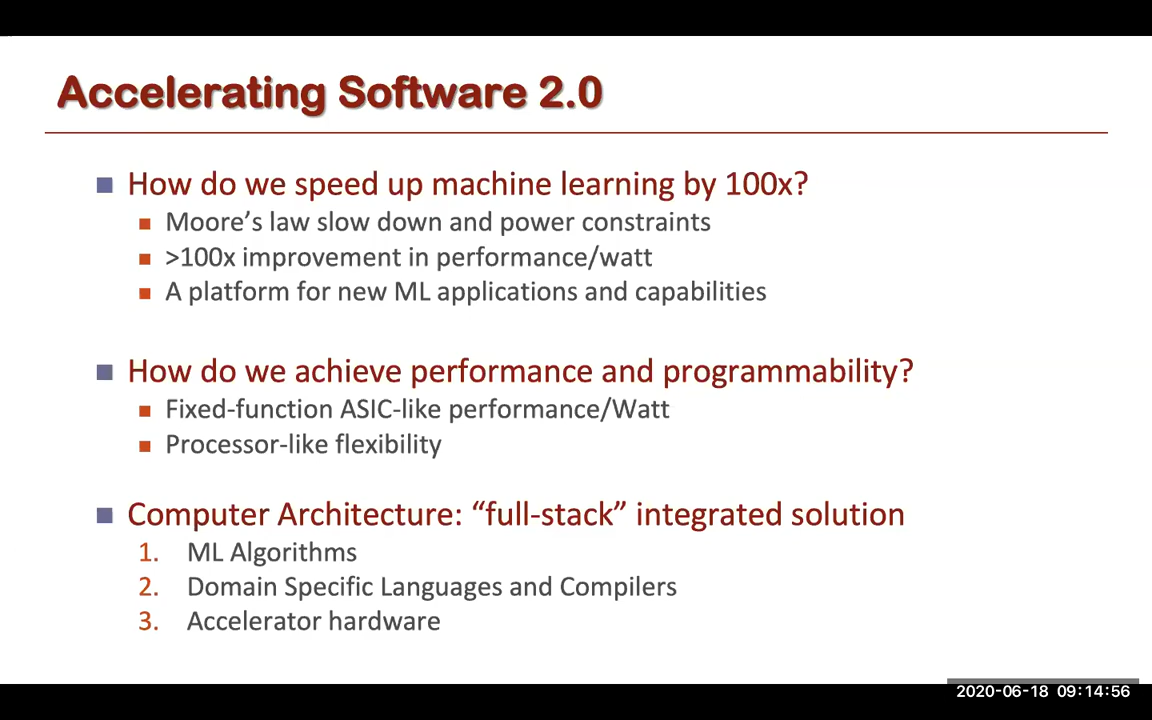 Accelerating Software 2.0
How do we speed up machine learning by 100x?
Moore’s law slow down and power constraints
>100x improvement in performance/watt
A platform for new ML applications and capabilities
How do we achieve performance and programmability?
Fixed-function ASIC-like performance/Watt
Processor-like flexibility
Computer Architecture: “full-stack” integrated solution
1. ML Algorithms
2. Domain Specific Languages and Compilers
3. Accelerator hardware
2020-06-18 09:14:56